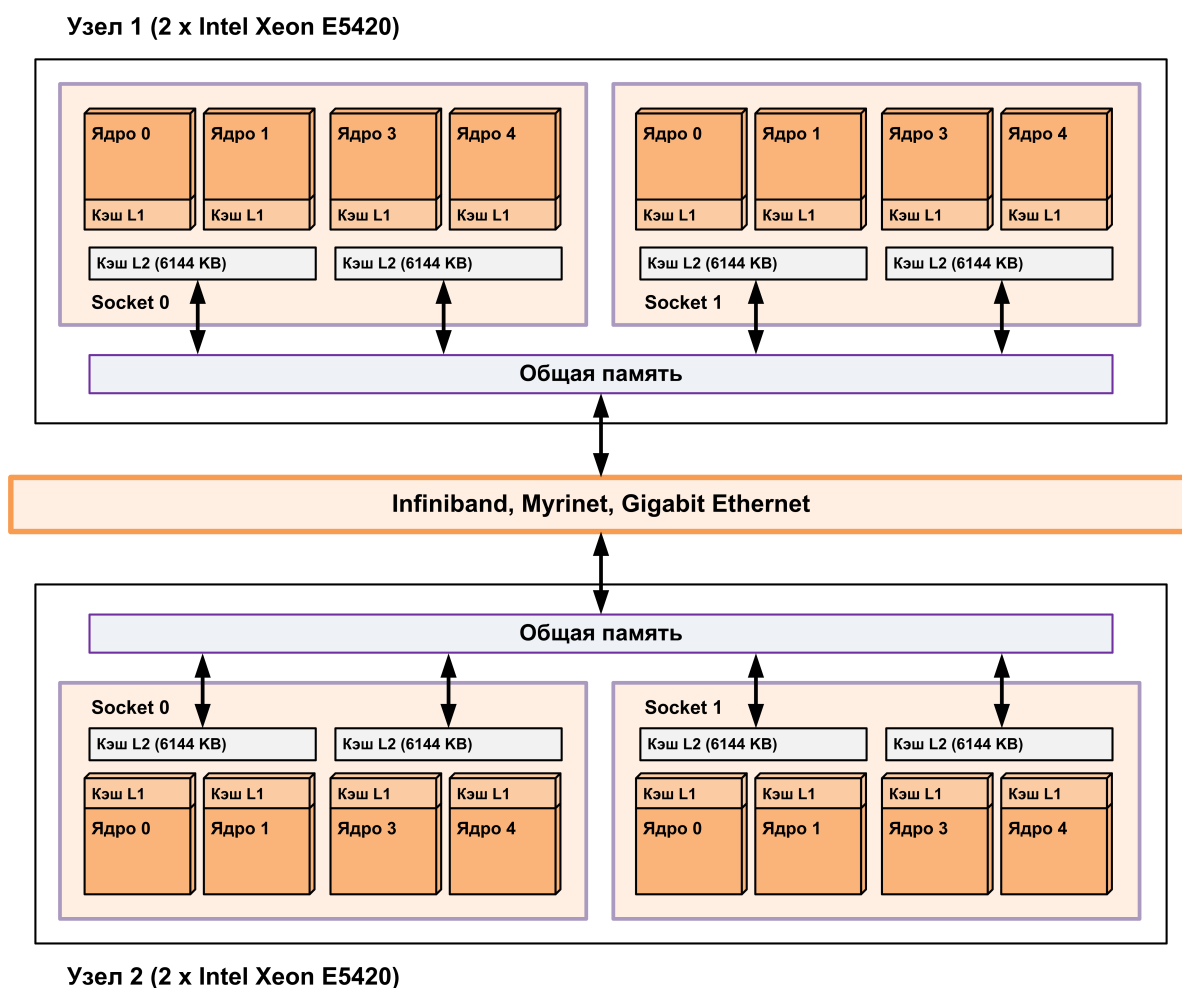 Узел 1 (2 x Intel Xeon E5420)
Ядро 0 Ядро 1 Ядро 3 Ядро 4 Ядро 0 Ядро 1 Ядро 3 Ядро 4
Кэш L1 Кэш L1 Кэш L1 Кэш L1 Кэш L1 Кэш L1 Кэш L1 Кэш L1
Кэш L2 (6144 KB) Кэш L2 (6144 KB) Кэш L2 (6144 KB) Кэш L2 (6144 KB)
Socket 0 Socket 1
Общая память
Infiniband, Myrinet, Gigabit Ethernet
Общая память
Socket 0 Socket 1
Кэш L2 (6144 KB) Кэш L2 (6144 KB) Кэш L2 (6144 KB) Кэш L2 (6144 KB)
Кэш L1 Кэш L1 Кэш L1 Кэш L1 Кэш L1 Кэш L1 Кэш L1 Кэш L1
Ядро 0 Ядро 1 Ядро 3 Ядро 4 Ядро 0 Ядро 1 Ядро 3 Ядро 4
Узел 2 (2 x Intel Xeon E5420)